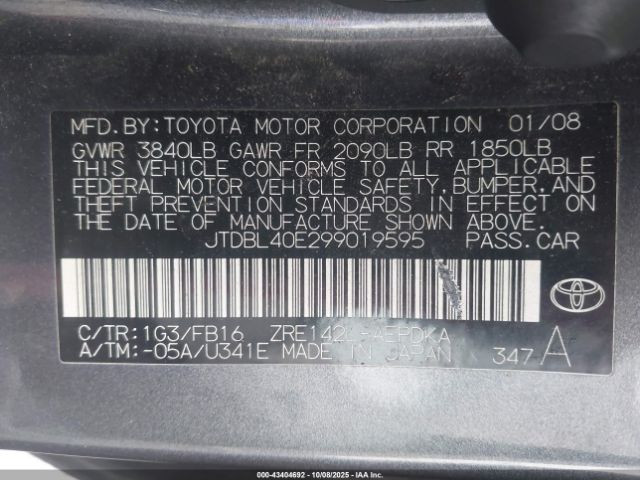 MFD.BY:TOYOTA MOTOR CORPORATION 01/08
GVWR 3840LB GAWR FR 2090LB RR 1850LB
THIS VEHICLE CONFORMS TO ALL APPLICABLE
FEDERAL MOTOR VEHICLE SAFETY,BUMPER,AND
THEFT PREVENTION STANDARDS IN EFFECT ON
THE DATE OF MANUFACTURE SHOWN ABOVE.
JTDBL40E299019595 PASS.CAR
C/TR:1G3/FB16
A/TM:-05A/U341E MADE IN JAPAN 347A
000-43404692 - 10/08/2025 - IAAI, Inc.